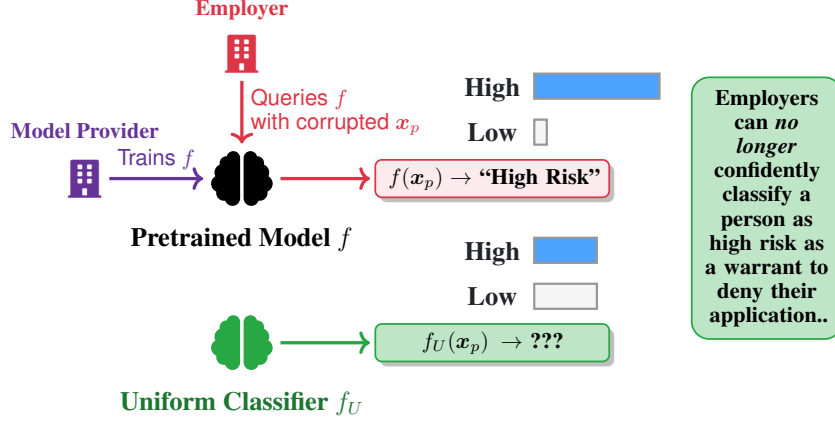 Employer
Queries f
with corrupted x_p
Model Provider
Trains f
Pretrained Model f
High
Low
f(x_p) → “High Risk”
High
Low
f_U(x_p) → ???
Uniform Classifier f_U
Employers
can no
longer
confidently
classify a
person as
high risk as
a warrant to
deny their
application..